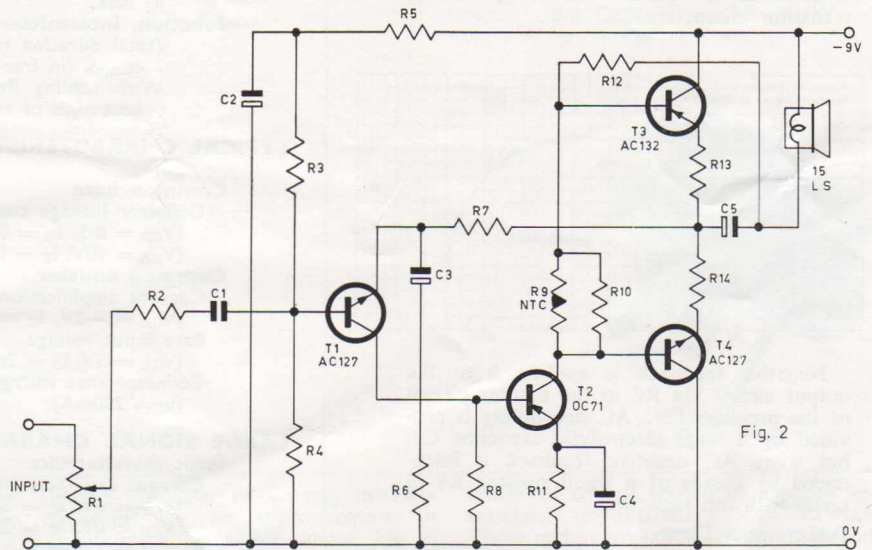 R5
−9V
C2
R12
T3
AC132
R3
R13
15
LS
R7
C5
C3
R2
C1
R9
NTC
R10
R14
T1
AC127
T4
AC127
T2
OC71
Fig. 2
R4
INPUT
R1
R6
R8
R11
C4
0V